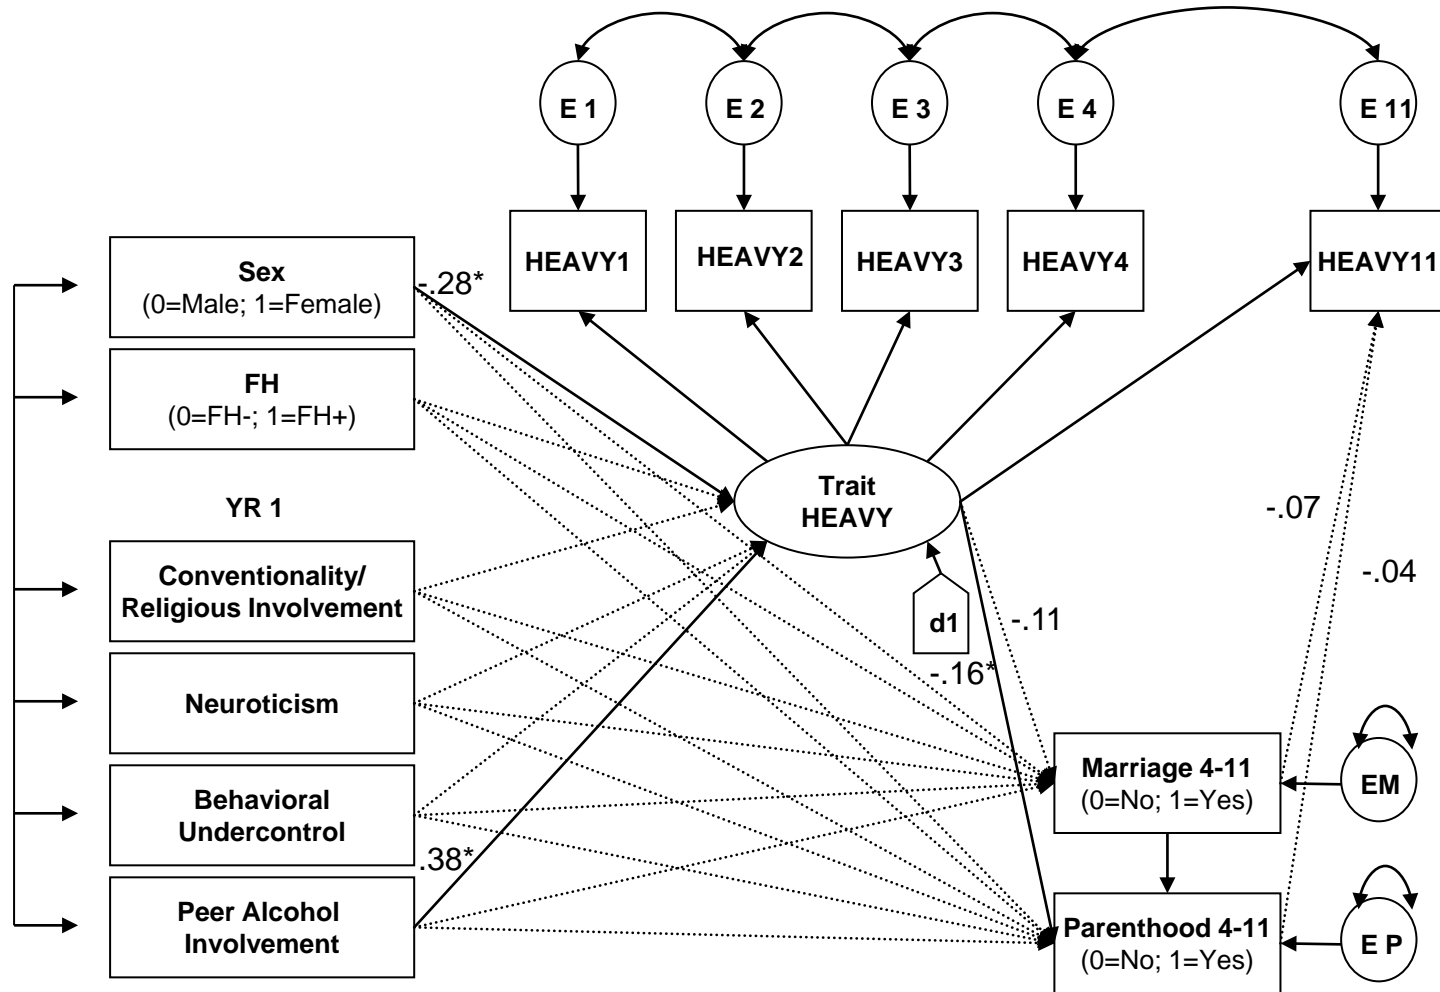 E 1
E 2
E 3
E 4
E 11
HEAVY1
HEAVY2
HEAVY3
HEAVY4
HEAVY11
Sex
(0=Male; 1=Female)
-.28*
FH
(0=FH-; 1=FH+)
YR 1
Trait
HEAVY
-.07
-.04
Conventionality/
Religious Involvement
d1
-.11
-.16*
Neuroticism
Behavioral
Undercontrol
.38*
Peer Alcohol
Involvement
Marriage 4-11
(0=No; 1=Yes)
EM
Parenthood 4-11
(0=No; 1=Yes)
E P